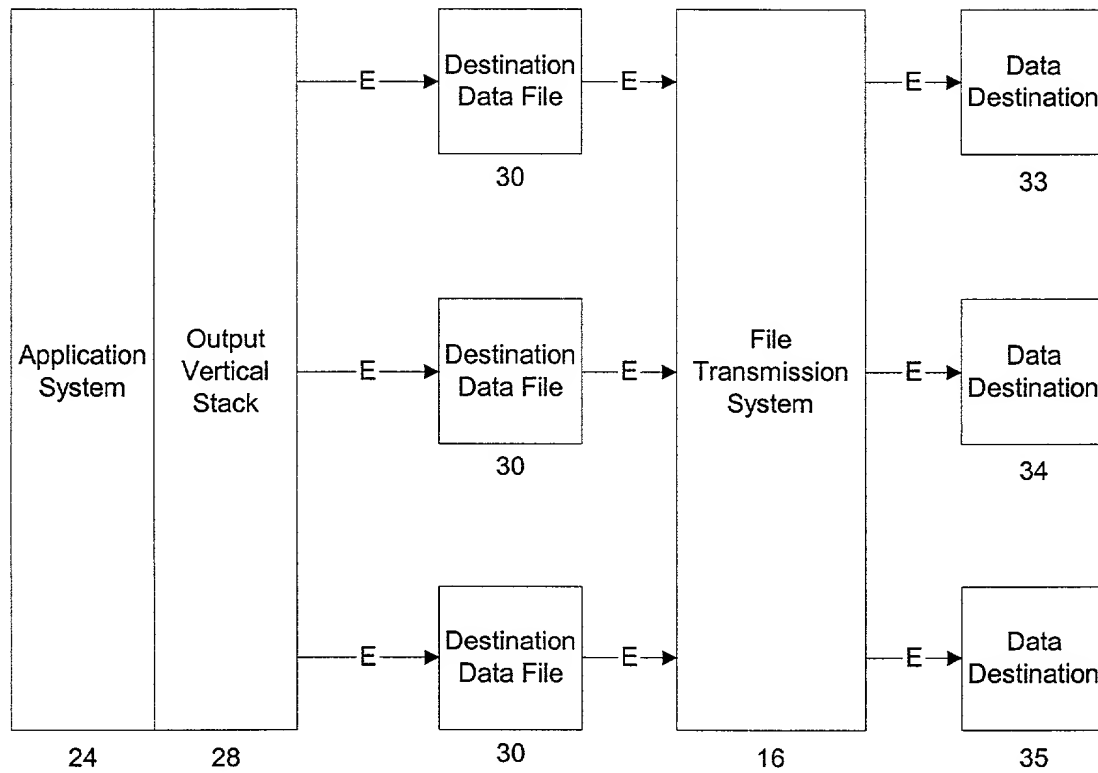 E
Destination
Data File
E
E
Data
Destination
30
33
Application
System
Output
Vertical
Stack
E
Destination
Data File
E
File
Transmission
System
E
Data
Destination
30
34
E
Destination
Data File
E
E
Data
Destination
24
28
30
16
35